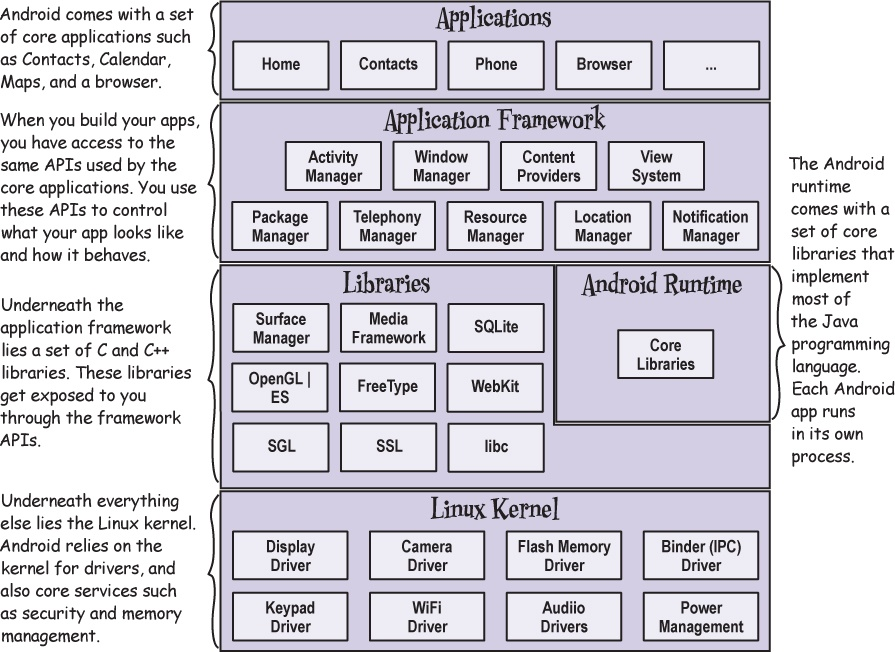 Android comes with a set
of core applications such
as Contacts, Calendar,
Maps, and a browser.
Applications
Home
Contacts
Phone
Browser
...
When you build your apps,
you have access to the
same APIs used by the
core applications. You use
these APIs to control
what your app looks like
and how it behaves.
Application Framework
Activity
Manager
Window
Manager
Content
Providers
View
System
Package
Manager
Telephony
Manager
Resource
Manager
Location
Manager
Notification
Manager
Underneath the
application framework
lies a set of C and C++
libraries. These libraries
get exposed to you
through the framework
APIs.
Libraries
Surface
Manager
Media
Framework
SQLite
OpenGL |
ES
FreeType
WebKit
SGL
SSL
libc
Android Runtime
Core
Libraries
The Android
runtime
comes with a
set of core
libraries that
implement
most of
the Java
programming
language.
Each Android
app runs
in its own
process.
Underneath everything
else lies the Linux kernel.
Android relies on the
kernel for drivers, and
also core services such
as security and memory
management.
Linux Kernel
Display
Driver
Camera
Driver
Flash Memory
Driver
Binder (IPC)
Driver
Keypad
Driver
WiFi
Driver
Audiio
Drivers
Power
Management